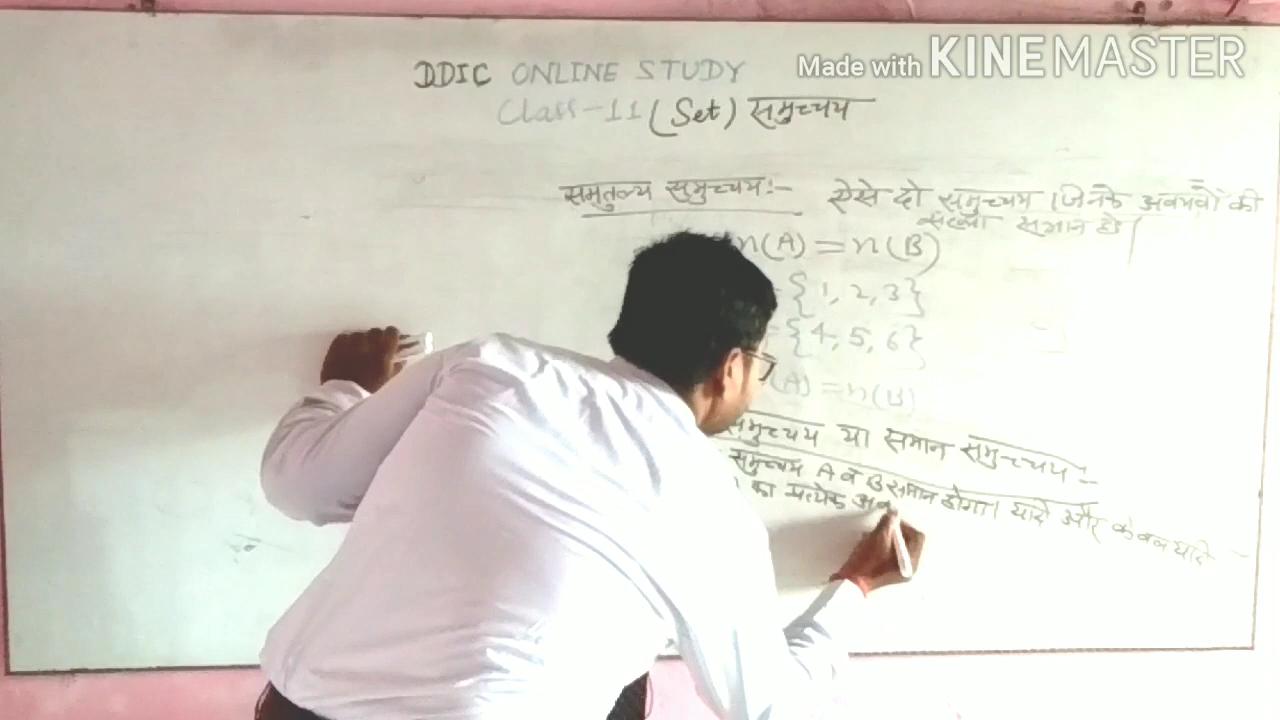 Made with KINEMASTER
DDIC ONLINE STUDY
Class-11 (Set) समुच्चय
समतुल्य समुच्चय:- ऐसे दो समुच्चय जिनके अवयवों की
संख्या समान हो।
n(A) = n(B)
= {1, 2, 3}
= {4, 5, 6}
(A) = n(B)
समुच्चय या समान समुच्चय:-
समुच्चय A व B समान होगा। यदि और केवल यदि
का प्रत्येक अव